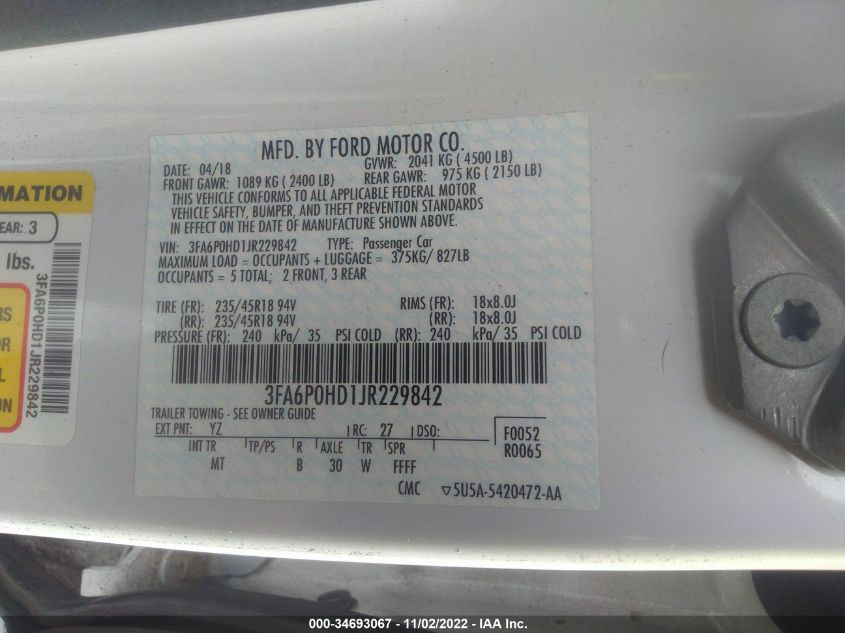 MFD. BY FORD MOTOR CO.
DATE: 04/18 GVWR: 2041 KG ( 4500 LB)
FRONT GAWR: 1089 KG ( 2400 LB) REAR GAWR: 975 KG ( 2150 LB)
THIS VEHICLE CONFORMS TO ALL APPLICABLE FEDERAL MOTOR
VEHICLE SAFETY, BUMPER, AND THEFT PREVENTION STANDARDS
IN EFFECT ON THE DATE OF MANUFACTURE SHOWN ABOVE.
VIN: 3FA6P0HD1JR229842 TYPE: Passenger Car
MAXIMUM LOAD = OCCUPANTS + LUGGAGE = 375KG/ 827LB
OCCUPANTS = 5 TOTAL; 2 FRONT, 3 REAR
TIRE (FR): 235/45R18 94V RIMS (FR): 18x8.0J
(RR): 235/45R18 94V (RR): 18x8.0J
PRESSURE (FR): 240 kPa/ 35 PSI COLD (RR): 240 kPa/ 35 PSI COLD
3FA6P0HD1JR229842
TRAILER TOWING - SEE OWNER GUIDE
EXT PNT: YZ RC: 27 DSO: F0052
INT TR TP/PS R AXLE TR SPR R0065
MT B 30 W FFFF
CMC ▽5U5A-5420472-AA
RMATION
EAR: 3
lbs.
3FA6P0HD1JR229842
RS
OR
L
ON
000-34693067 - 11/02/2022 - IAA Inc.